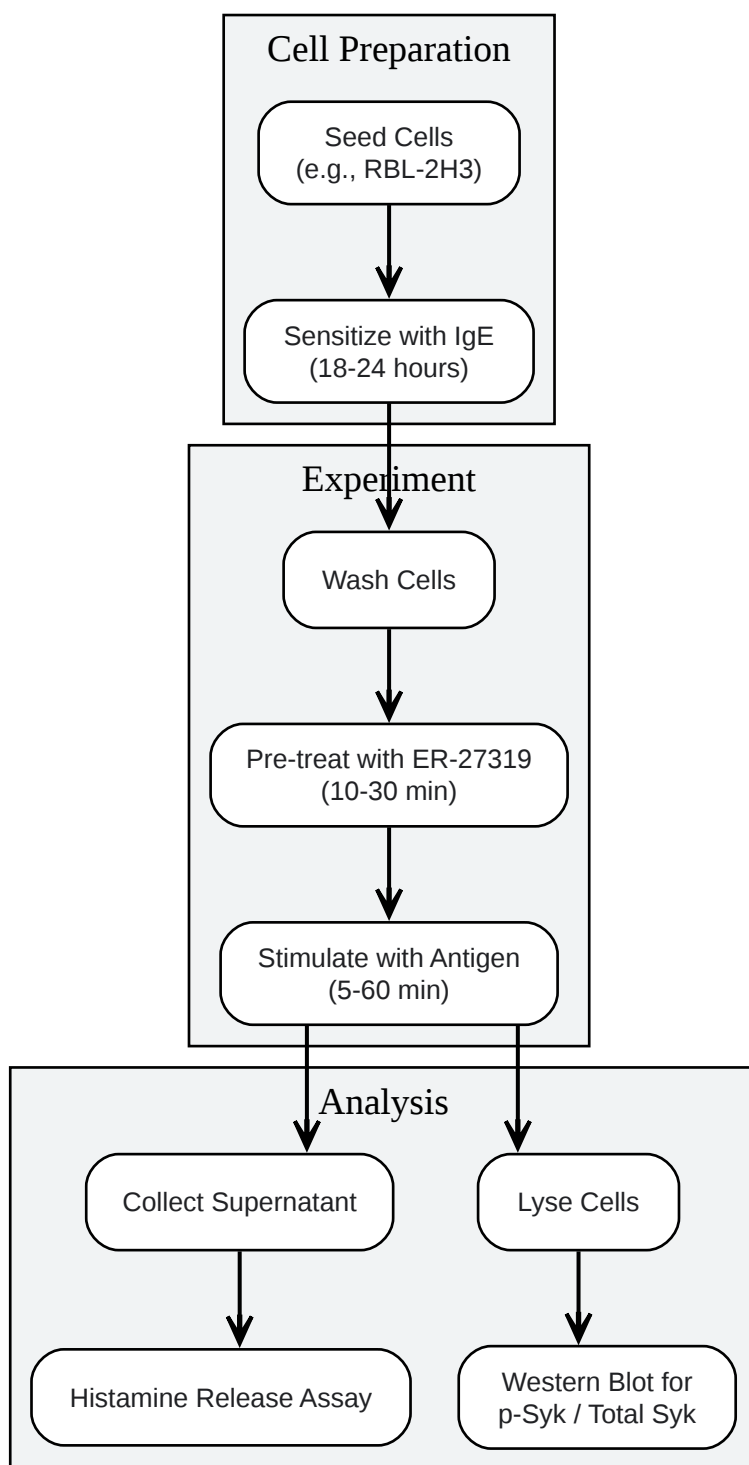 Cell Preparation
Seed Cells
(e.g., RBL-2H3)
Sensitize with IgE
(18-24 hours)
Experiment
Wash Cells
Pre-treat with ER-27319
(10-30 min)
Stimulate with Antigen
(5-60 min)
Analysis
Collect Supernatant
Lyse Cells
Histamine Release Assay
Western Blot for
p-Syk / Total Syk